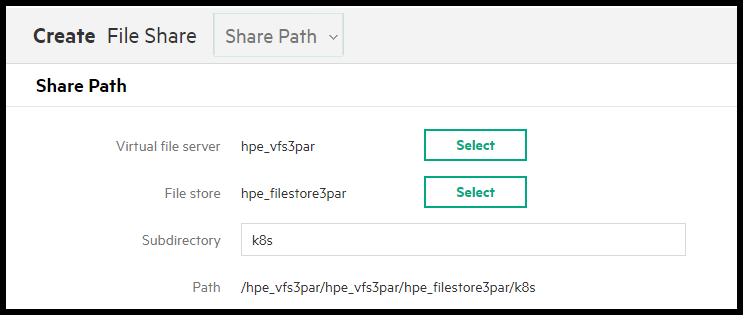 Create File Share Share Path
Share Path
Virtual file server hpe_vfs3par Select
File store hpe_filestore3par Select
Subdirectory k8s
Path /hpe_vfs3par/hpe_vfs3par/hpe_filestore3par/k8s